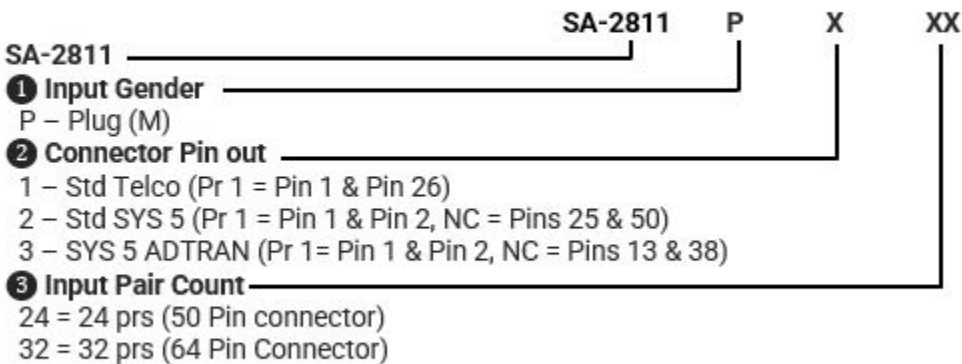 SA-2811 P X XX
SA-2811
❶ Input Gender
P – Plug (M)
❷ Connector Pin out
1 – Std Telco (Pr 1 = Pin 1 & Pin 26)
2 – Std SYS 5 (Pr 1 = Pin 1 & Pin 2, NC = Pins 25 & 50)
3 – SYS 5 ADTRAN (Pr 1= Pin 1 & Pin 2, NC = Pins 13 & 38)
❸ Input Pair Count
24 = 24 prs (50 Pin connector)
32 = 32 prs (64 Pin Connector)